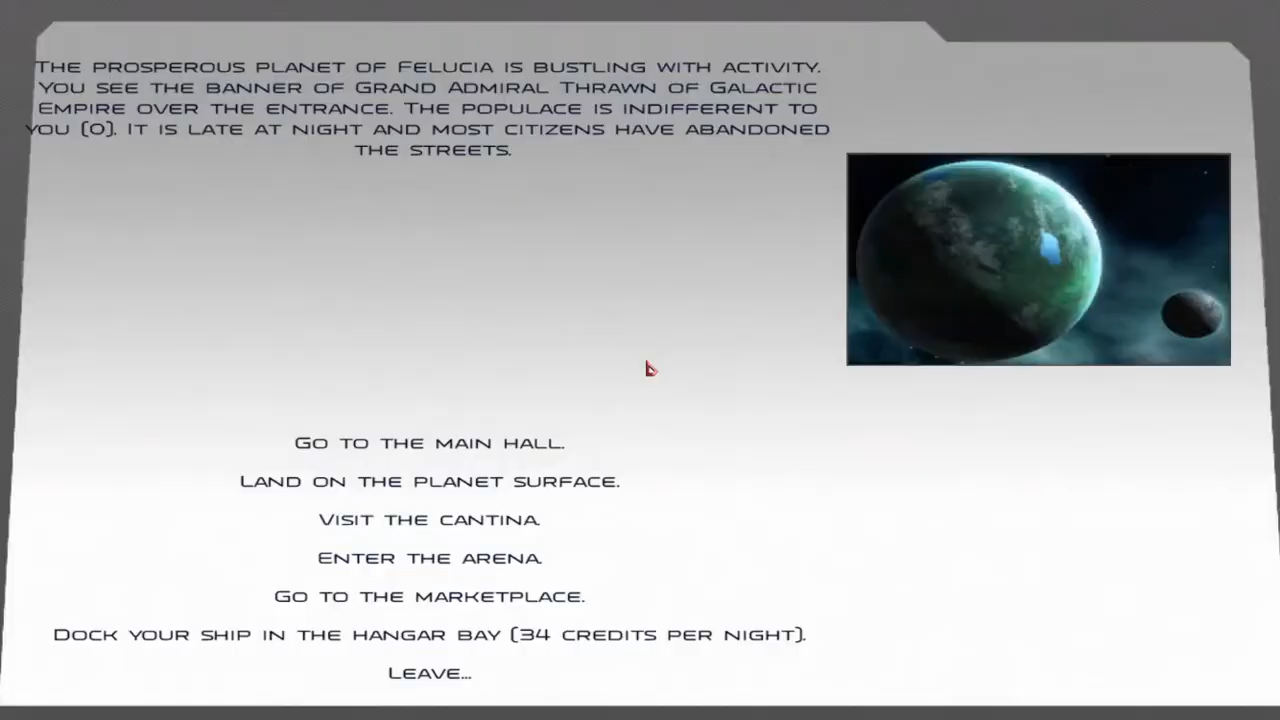 The prosperous planet of Felucia is bustling with activity.
You see the banner of Grand Admiral Thrawn of Galactic
Empire over the entrance. The populace is indifferent to
you (0). It is late at night and most citizens have abandoned
the streets.
Go to the main hall.
Land on the planet surface.
Visit the cantina.
Enter the arena.
Go to the marketplace.
Dock your ship in the hangar bay (34 credits per night).
Leave...